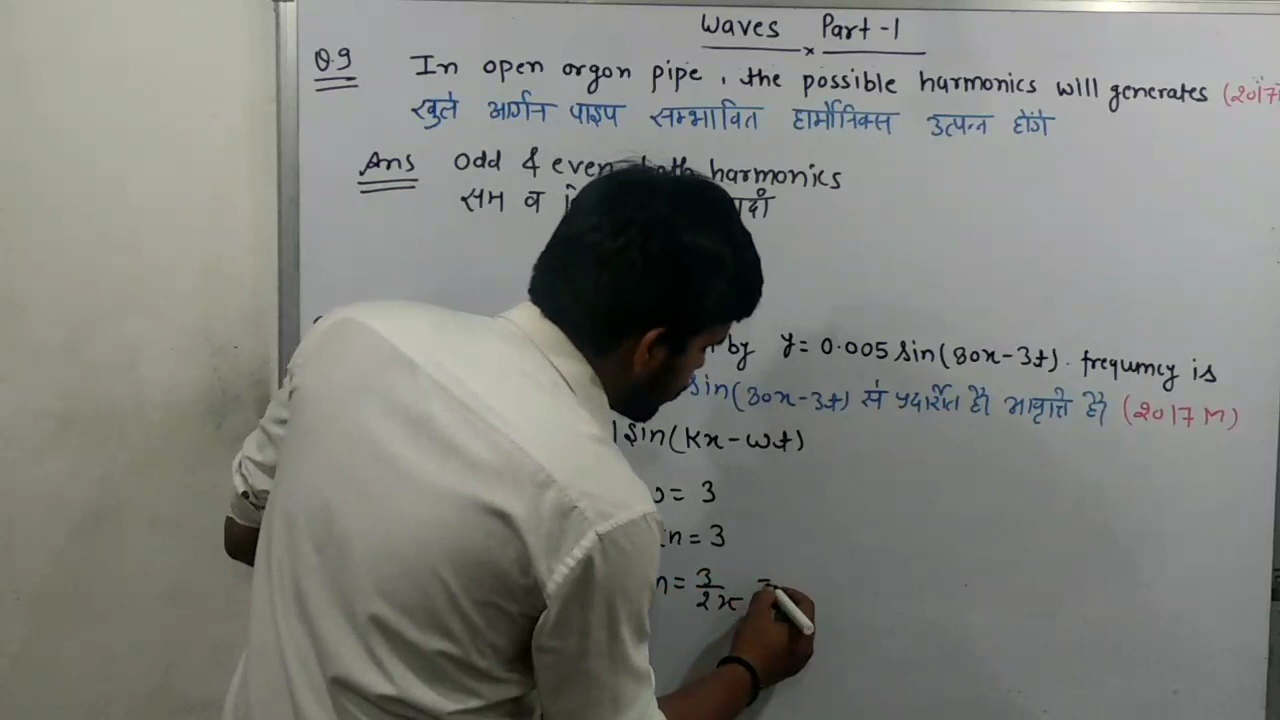 Waves Part-1
Q.9 In open orgon pipe, the possible harmonics will generates (2017
खुले आर्गन पाइप सम्भावित हार्मोनिक्स उत्पन्न होंगे
Ans Odd & even both harmonics
सम व
by y= 0.005 sin(80x-3t). frequency is
sin(80x-3t) से प्रदर्शित है। आवृत्ति है। (2017 M)
sin(Kx-ωt)
= 3
n = 3
n = 3/2π =